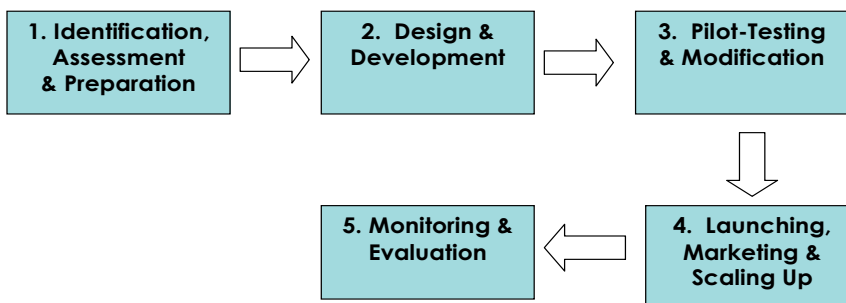 1. Identification,
Assessment
& Preparation
2. Design &
Development
3. Pilot-Testing
& Modification
4. Launching,
Marketing &
Scaling Up
5. Monitoring &
Evaluation